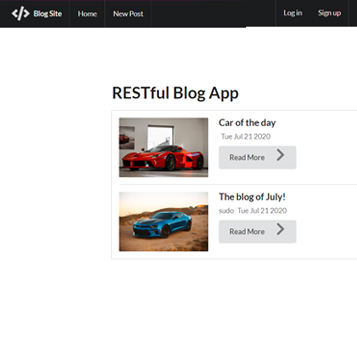 Blog Site Home New Post Log in Sign up
RESTful Blog App
Car of the day
Tue Jul 21 2020
Read More
The blog of July!
sudo Tue Jul 21 2020
Read More